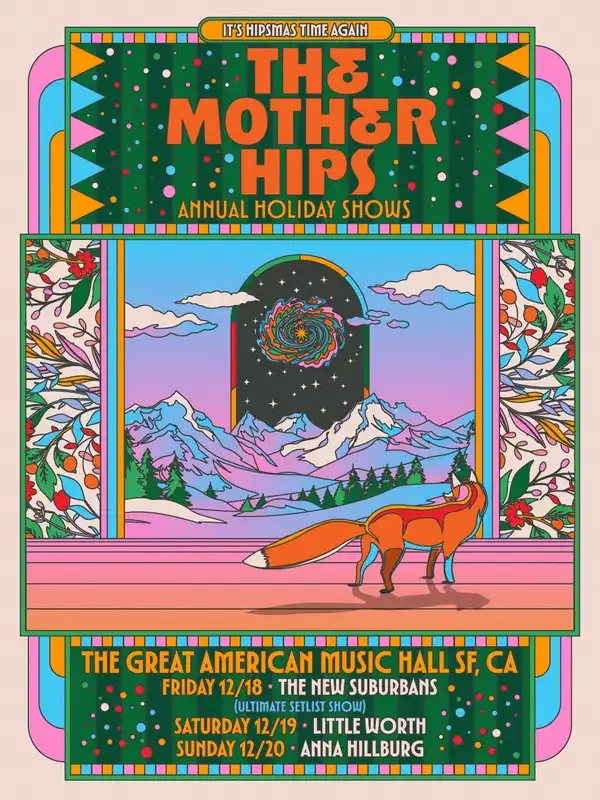 IT'S HIPSMAS TIME AGAIN
THE
MOTHER
HIPS
ANNUAL HOLIDAY SHOWS
THE GREAT AMERICAN MUSIC HALL SF, CA
FRIDAY 12/18 ★ THE NEW SUBURBANS
(ULTIMATE SETLIST SHOW)
SATURDAY 12/19 ★ LITTLE WORTH
SUNDAY 12/20 ★ ANNA HILLBURG